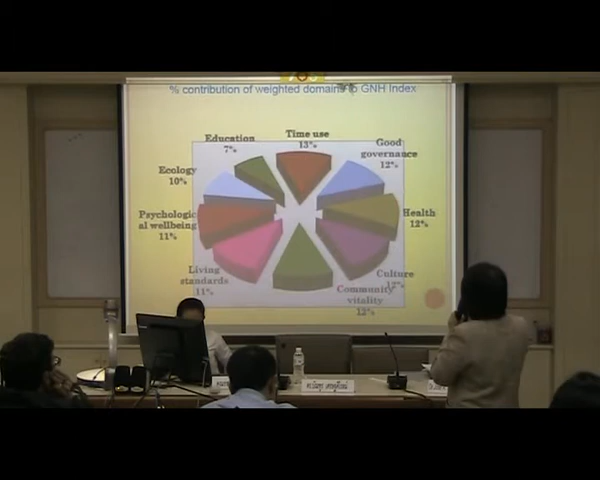 % contribution of weighted domains to GNH Index
Time use
13%
Good
governance
12%
Health
12%
Culture
12%
Community
vitality
12%
Living
standards
11%
Psychologic
al wellbeing
11%
Ecology
10%
Education
7%